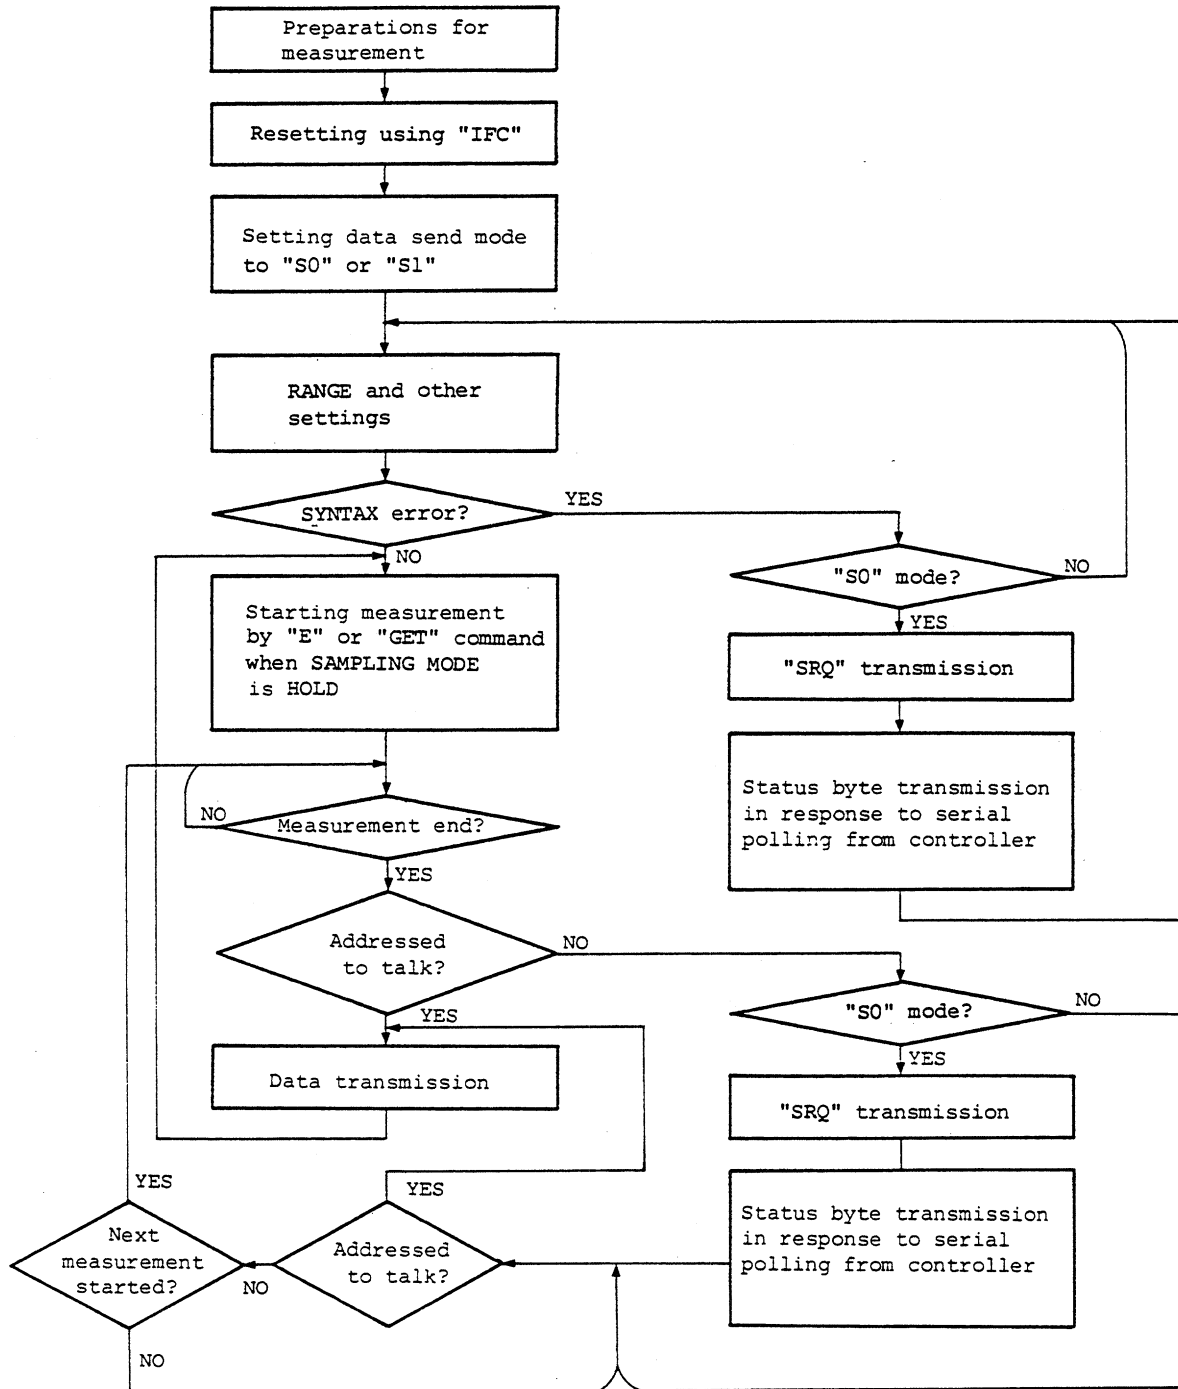 Preparations for
measurement
Resetting using "IFC"
Setting data send mode
to "S0" or "S1"
RANGE and other
settings
SYNTAX error?
YES
NO
"S0" mode?
NO
YES
Starting measurement
by "E" or "GET" command
when SAMPLING MODE
is HOLD
"SRQ" transmission
Status byte transmission
in response to serial
polling from controller
NO
Measurement end?
YES
Addressed
to talk?
NO
YES
"S0" mode?
NO
YES
Data transmission
"SRQ" transmission
YES
YES
Status byte transmission
in response to serial
polling from controller
Next
measurement
started?
NO
Addressed
to talk?
NO